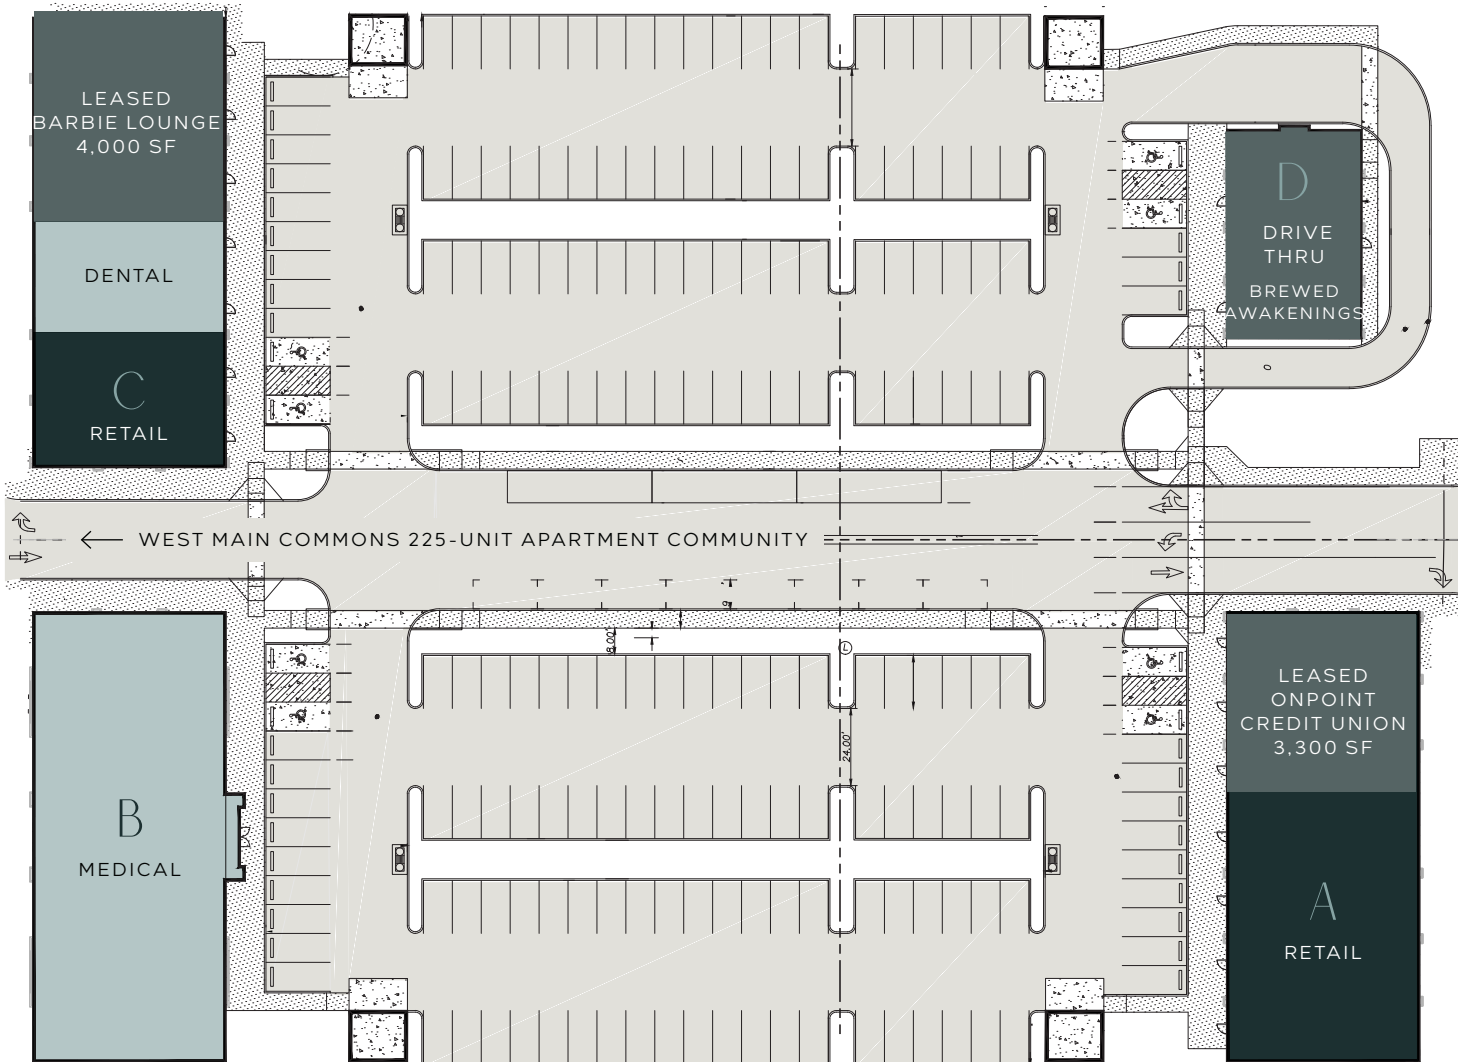 LEASED
BARBIE LOUNGE
4,000 SF
DENTAL
C
RETAIL
D
DRIVE
THRU
BREWED
AWAKENINGS
WEST MAIN COMMONS 225-UNIT APARTMENT COMMUNITY
9'
8.00'
L
24.00'
B
MEDICAL
LEASED
ONPOINT
CREDIT UNION
3,300 SF
A
RETAIL